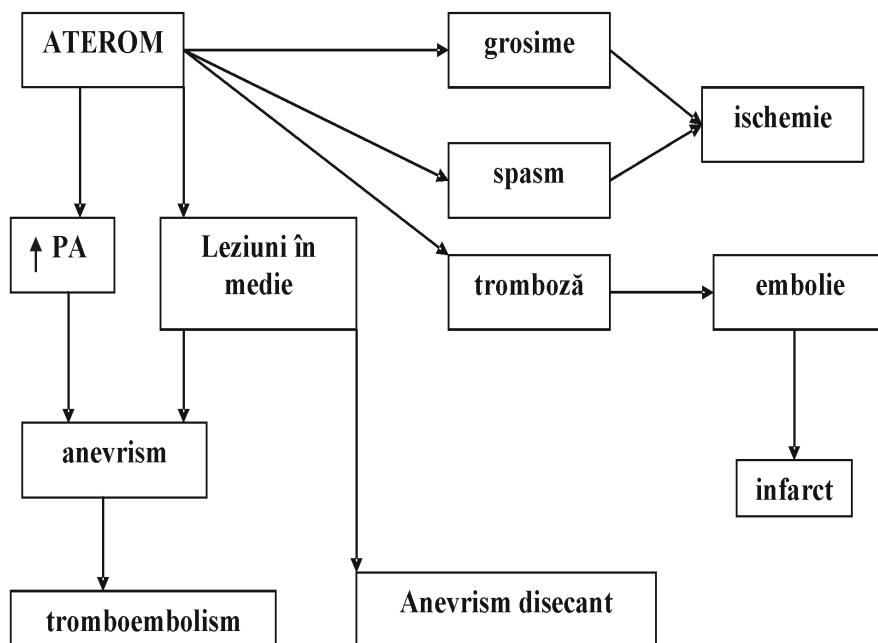 ATEROM
grosime
ischemie
spasm
↑ PA
Leziuni în
medie
tromboză
embolie
anevrism
infarct
tromboembolism
Anevrism disecant